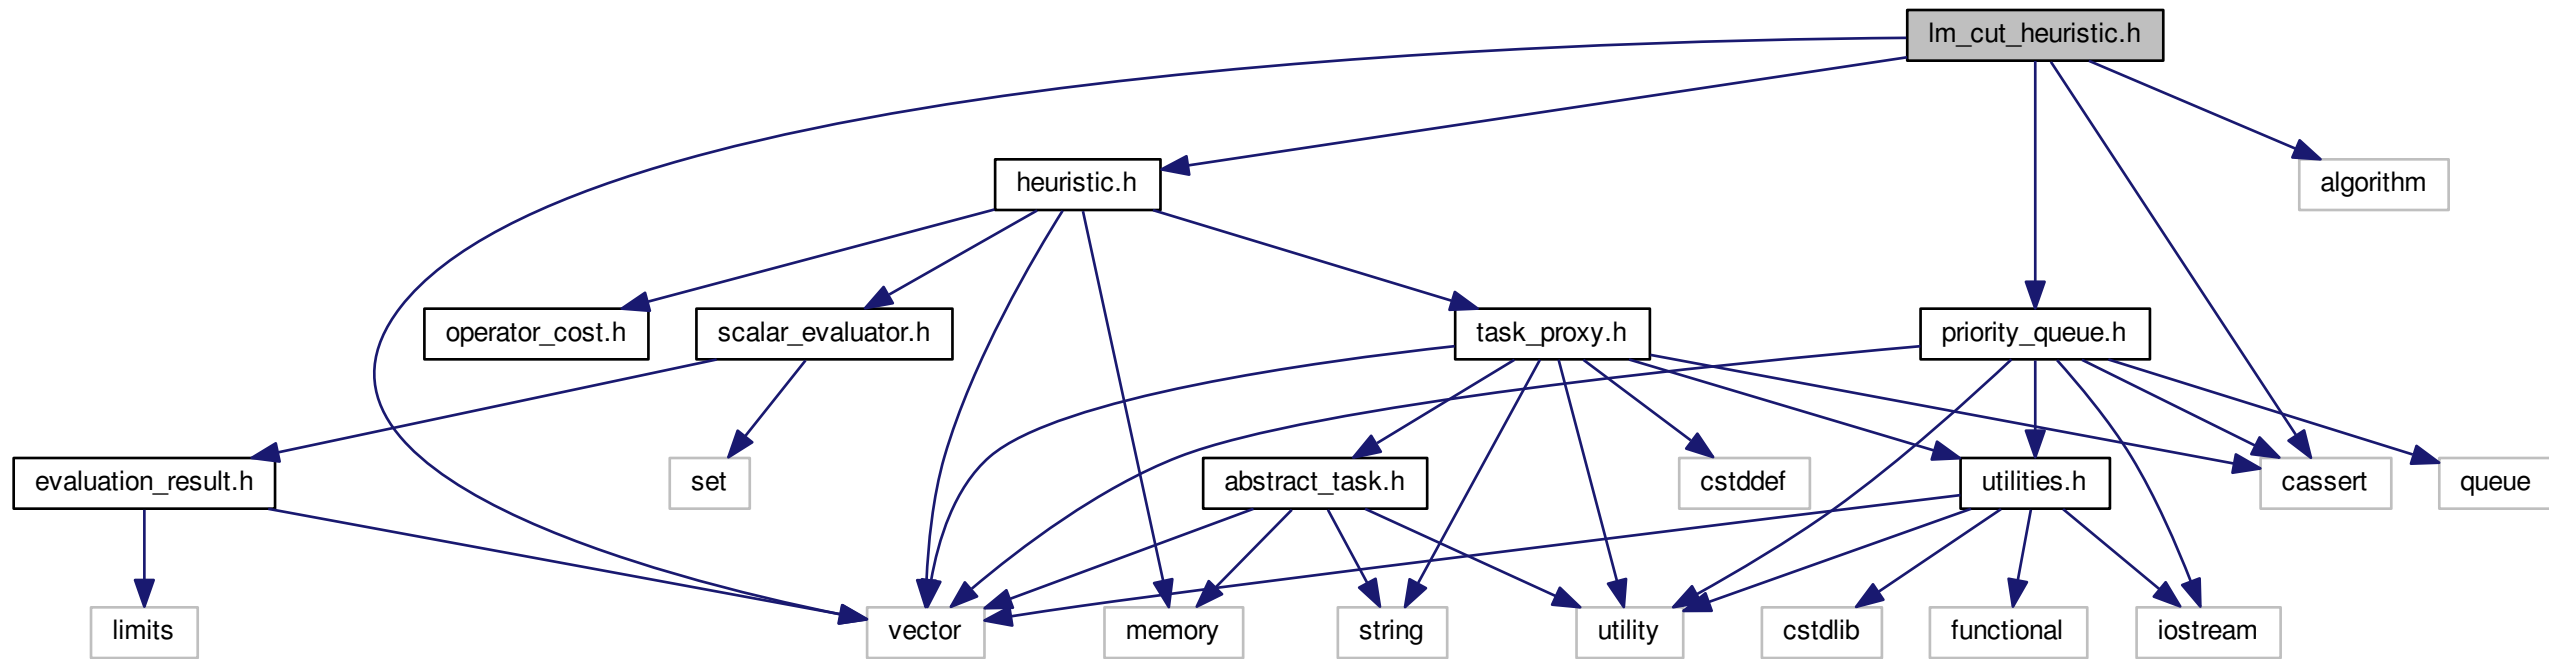 lm_cut_heuristic.h
heuristic.h
algorithm
operator_cost.h
scalar_evaluator.h
task_proxy.h
priority_queue.h
evaluation_result.h
set
abstract_task.h
cstddef
utilities.h
cassert
queue
limits
vector
memory
string
utility
cstdlib
functional
iostream